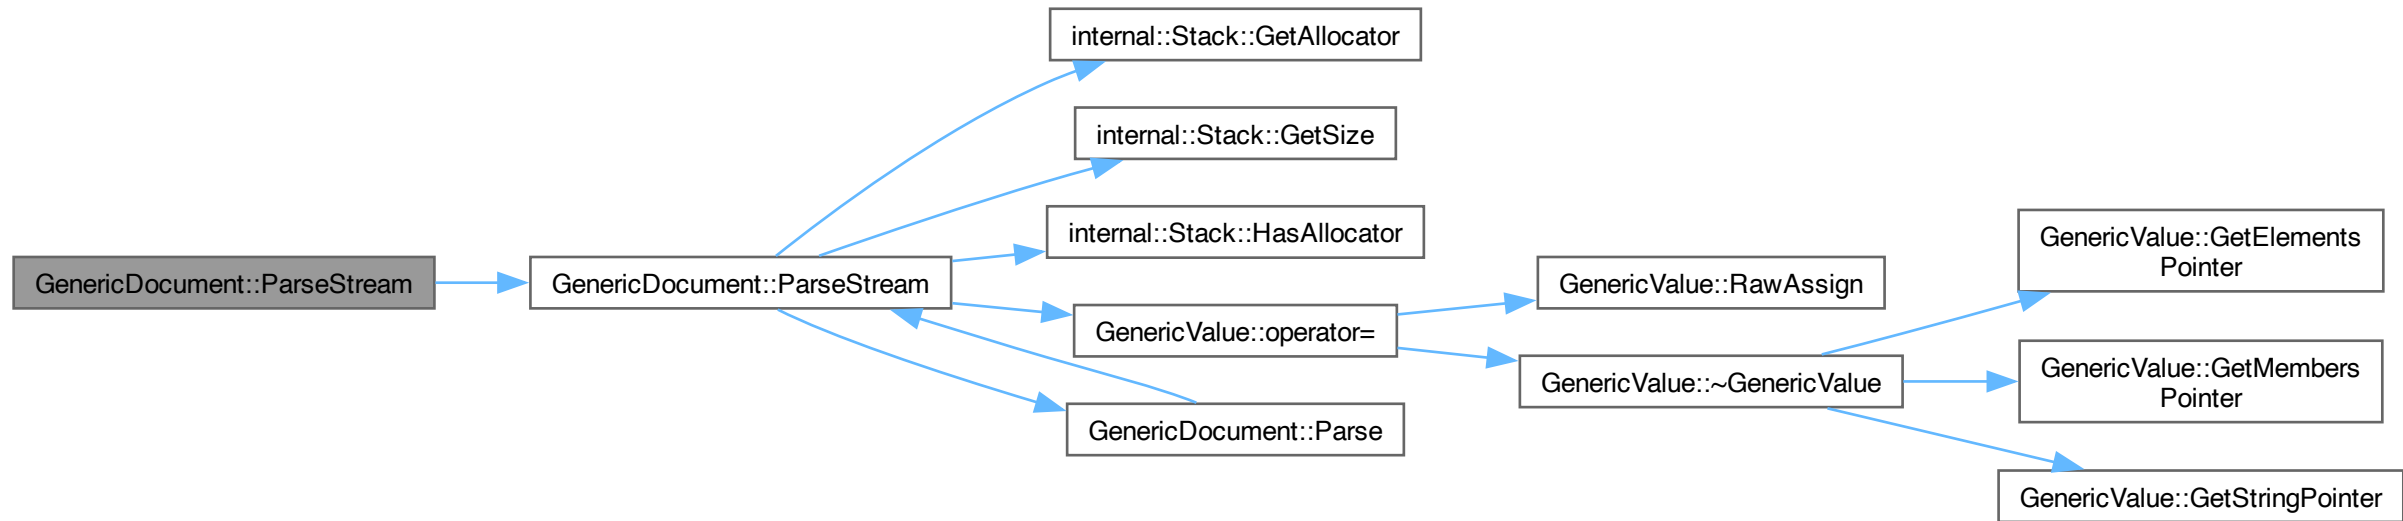 internal::Stack::GetAllocator
internal::Stack::GetSize
internal::Stack::HasAllocator
GenericValue::GetElements
Pointer
GenericDocument::ParseStream
GenericDocument::ParseStream
GenericValue::RawAssign
GenericValue::operator=
GenericValue::~GenericValue
GenericValue::GetMembers
Pointer
GenericDocument::Parse
GenericValue::GetStringPointer